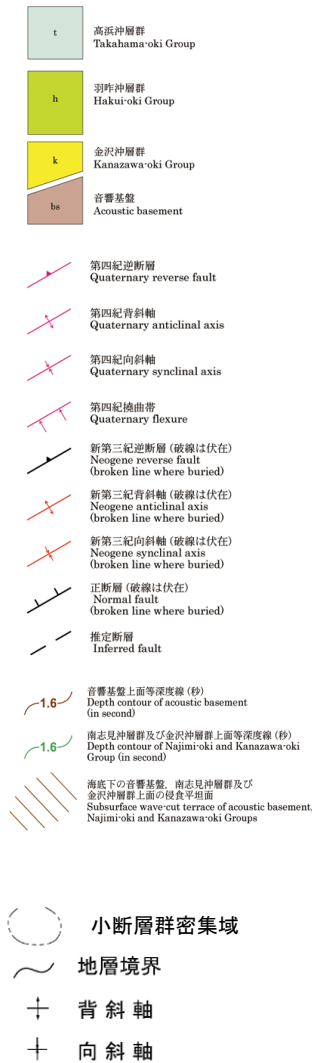 t
高浜沖層群
Takahama-oki Group
h
羽咋沖層群
Hakui-oki Group
k
金沢沖層群
Kanazawa-oki Group
bs
音響基盤
Acoustic basement
第四紀逆断層
Quaternary reverse fault
第四紀背斜軸
Quaternary anticlinal axis
第四紀向斜軸
Quaternary synclinal axis
第四紀撓曲帯
Quaternary flexure
新第三紀逆断層 (破線は伏在)
Neogene reverse fault
(broken line where buried)
新第三紀背斜軸 (破線は伏在)
Neogene anticlinal axis
(broken line where buried)
新第三紀向斜軸 (破線は伏在)
Neogene synclinal axis
(broken line where buried)
正断層 (破線は伏在)
Normal fault
(broken line where buried)
推定断層
Inferred fault
1.6
音響基盤上面等深度線 (秒)
Depth contour of acoustic basement
(in second)
1.6
南志見沖層群及び金沢沖層群上面等深度線 (秒)
Depth contour of Najimi-oki and Kanazawa-oki
Group (in second)
海底下の音響基盤, 南志見沖層群及び
金沢沖層群上面の侵食平坦面
Subsurface wave-cut terrace of acoustic basement,
Najimi-oki and Kanazawa-oki Groups
小断層群密集域
地層境界
背斜軸
向斜軸